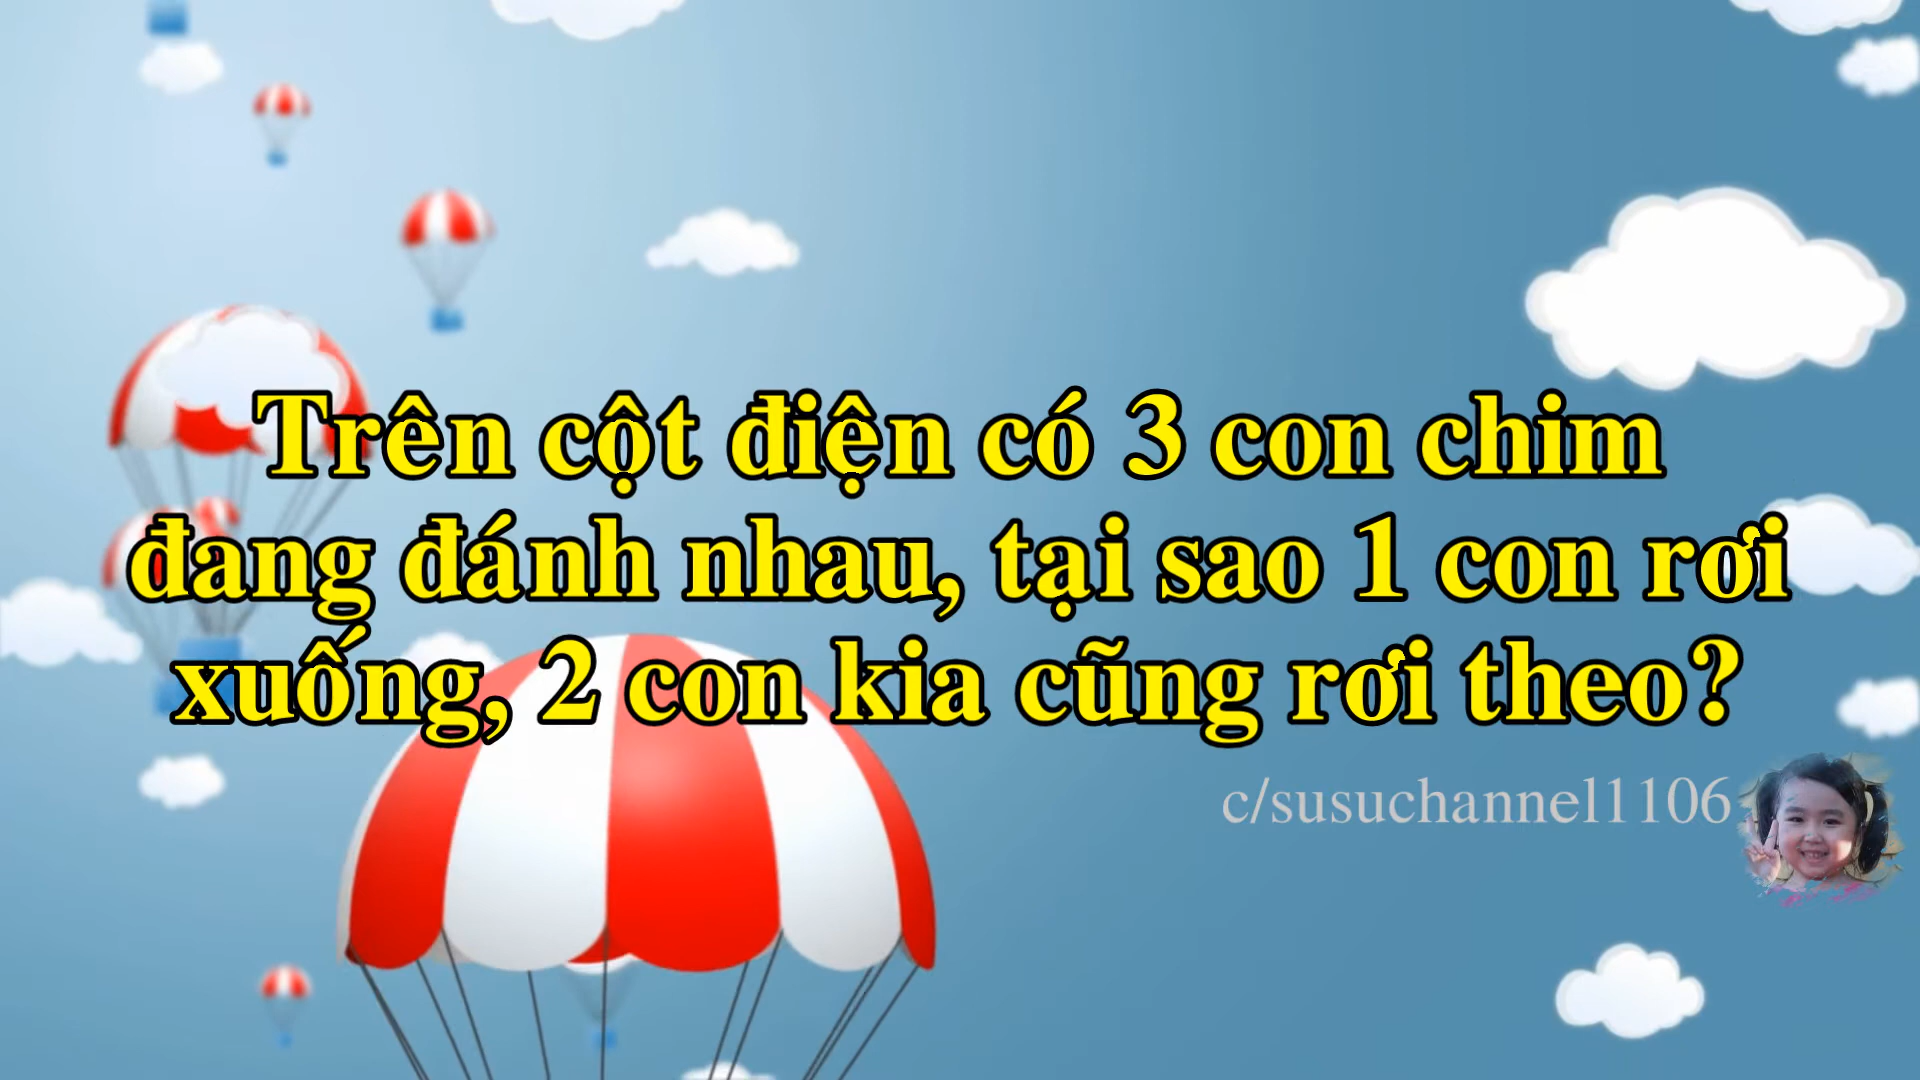 Trên cột điện có 3 con chim
đang đánh nhau, tại sao 1 con rơi
xuống, 2 con kia cũng rơi theo?
c/susuchannel1106